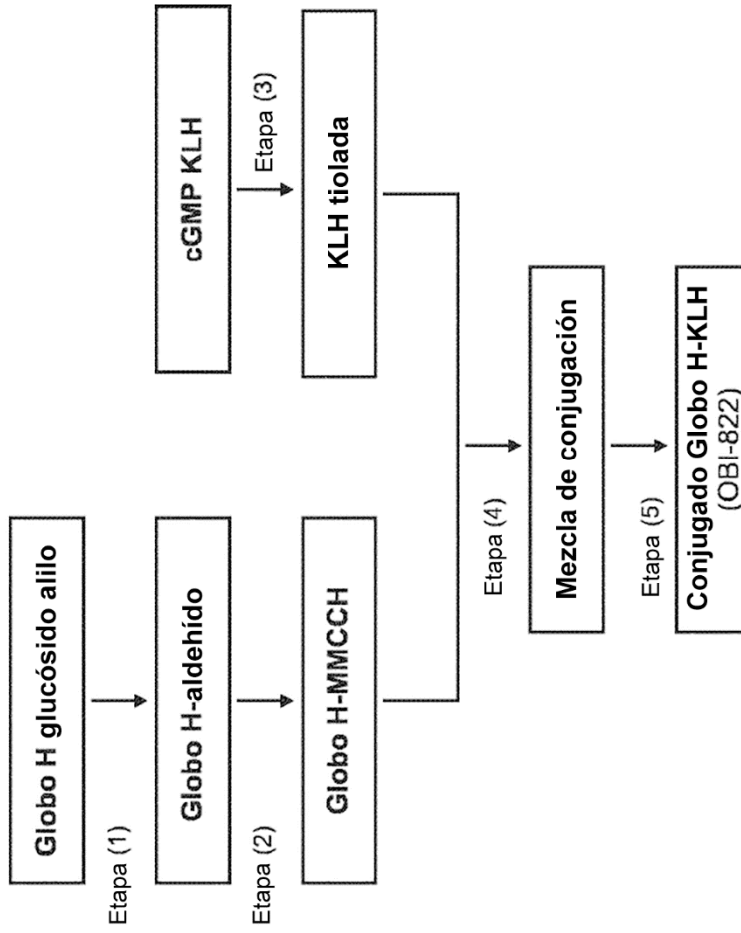 Globo H glucósido alilo
Etapa (1)
Globo H-aldehído
Etapa (2)
Globo H-MMCCH
cGMP KLH
Etapa (3)
KLH tiolada
Etapa (4)
Mezcla de conjugación
Etapa (5)
Conjugado Globo H-KLH
(OBI-822)